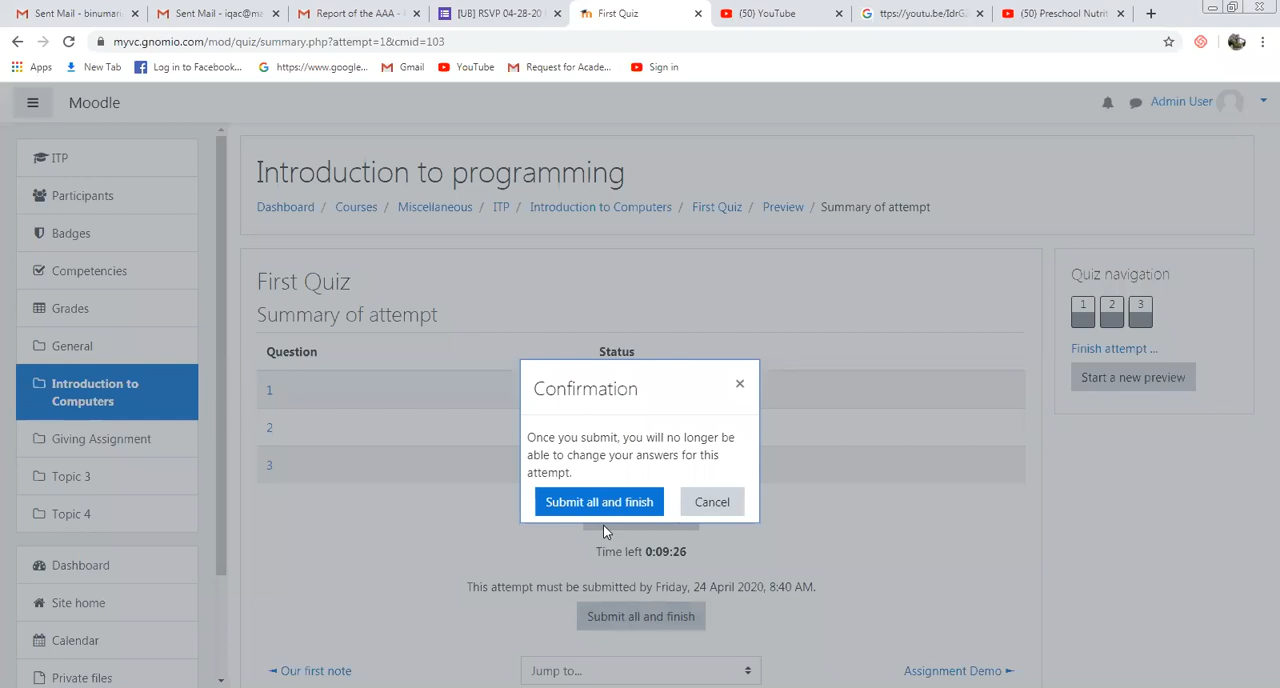 Sent Mail - binumari
Sent Mail - iqac@ma
Report of the AAA -
[UB] RSVP 04-28-20
First Quiz
(50) YouTube
ttps://youtu.be/IdrG
(50) Preschool Nutri
myvc.gnomio.com/mod/quiz/summary.php?attempt=1&cmid=103
Apps
New Tab
Log in to Facebook...
https://www.google...
Gmail
YouTube
Request for Acade...
Sign in
Moodle
Admin User
ITP
Participants
Badges
Competencies
Grades
General
Introduction to
Computers
Giving Assignment
Topic 3
Topic 4
Dashboard
Site home
Calendar
Private files
Introduction to programming
Dashboard / Courses / Miscellaneous / ITP / Introduction to Computers / First Quiz / Preview / Summary of attempt
First Quiz
Summary of attempt
Question Status
1
2
3
Confirmation
Once you submit, you will no longer be
able to change your answers for this
attempt.
Submit all and finish Cancel
Time left 0:09:26
This attempt must be submitted by Friday, 24 April 2020, 8:40 AM.
Submit all and finish
◄ Our first note
Jump to...
Assignment Demo ►
Quiz navigation
1 2 3
Finish attempt ...
Start a new preview